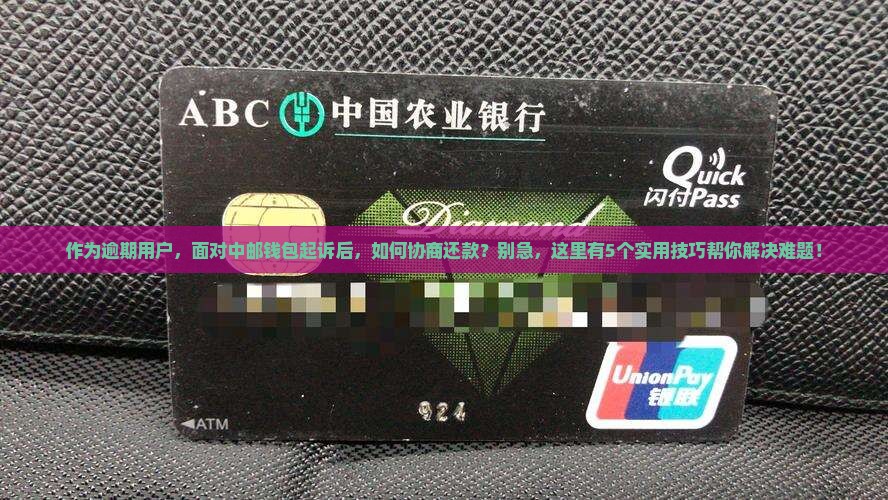 ABC 中国农业银行
Quick
闪付Pass
Diamond
作为逾期用户，面对中邮钱包起诉后，如何协商还款？别急，这里有5个实用技巧帮你解决难题！
UnionPay
银联
924
ATM